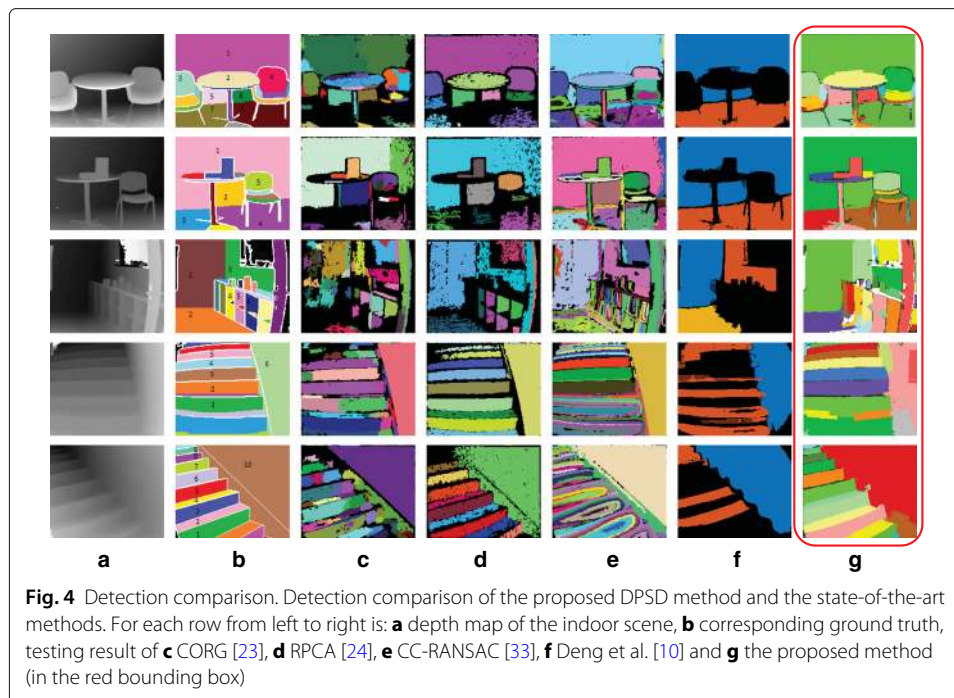 a b c d e f g
Fig. 4 Detection comparison. Detection comparison of the proposed DPSD method and the state-of-the-art
methods. For each row from left to right is: a depth map of the indoor scene, b corresponding ground truth,
testing result of c CORG [23], d RPCA [24], e CC-RANSAC [33], f Deng et al. [10] and g the proposed method
(in the red bounding box)